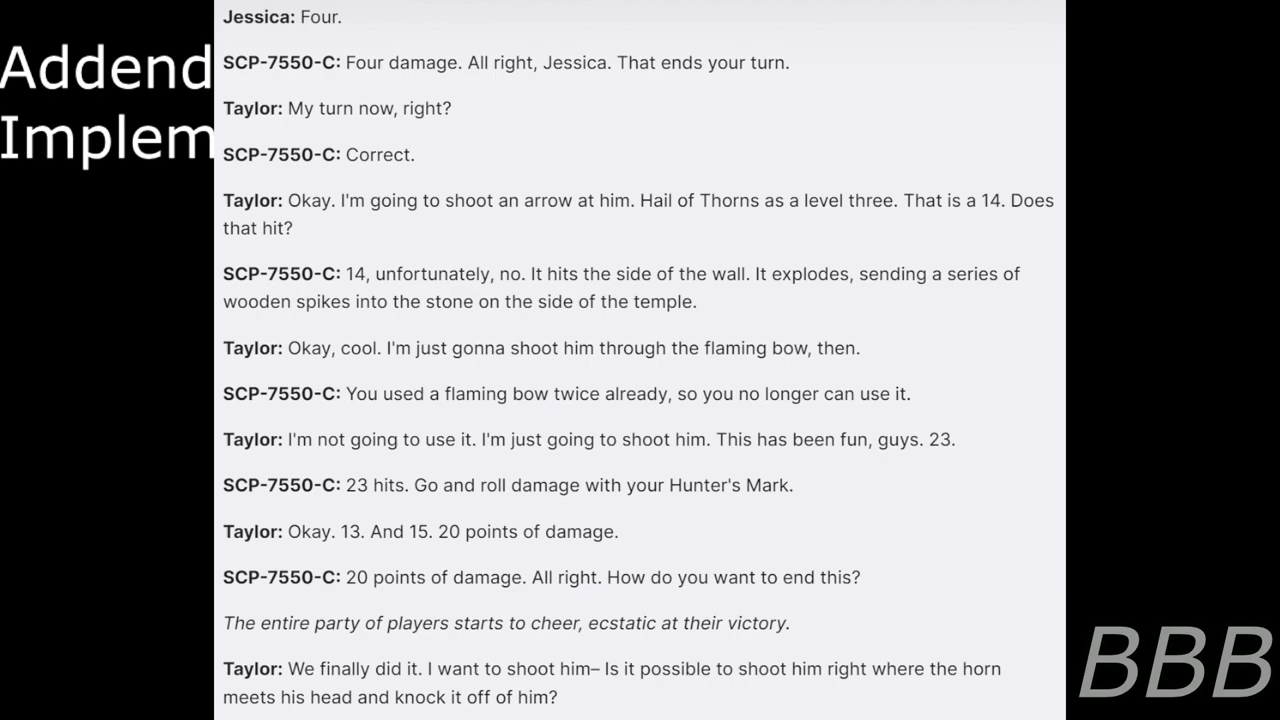 Addend
Implem
Jessica: Four.
SCP-7550-C: Four damage. All right, Jessica. That ends your turn.
Taylor: My turn now, right?
SCP-7550-C: Correct.
Taylor: Okay. I'm going to shoot an arrow at him. Hail of Thorns as a level three. That is a 14. Does
that hit?
SCP-7550-C: 14, unfortunately, no. It hits the side of the wall. It explodes, sending a series of
wooden spikes into the stone on the side of the temple.
Taylor: Okay, cool. I'm just gonna shoot him through the flaming bow, then.
SCP-7550-C: You used a flaming bow twice already, so you no longer can use it.
Taylor: I'm not going to use it. I'm just going to shoot him. This has been fun, guys. 23.
SCP-7550-C: 23 hits. Go and roll damage with your Hunter's Mark.
Taylor: Okay. 13. And 15. 20 points of damage.
SCP-7550-C: 20 points of damage. All right. How do you want to end this?
The entire party of players starts to cheer, ecstatic at their victory.
Taylor: We finally did it. I want to shoot him– Is it possible to shoot him right where the horn
meets his head and knock it off of him?
BBB